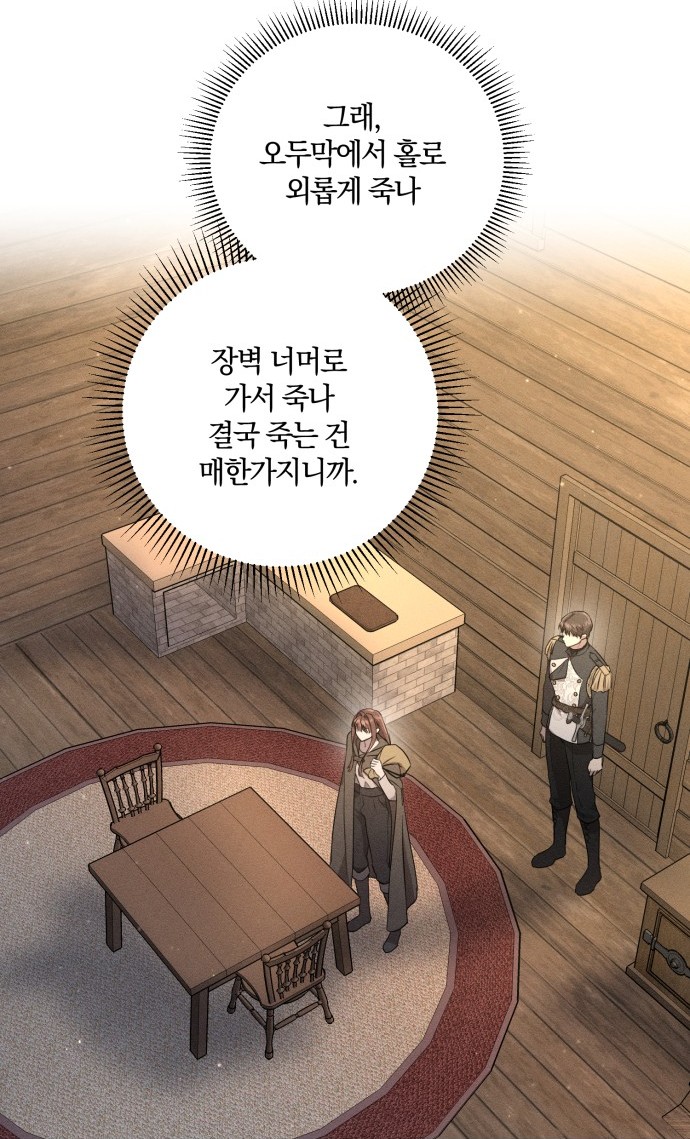 그래,
오두막에서 홀로
외롭게 죽나
장벽 너머로
가서 죽나
결국 죽는 건
매한가지니까.